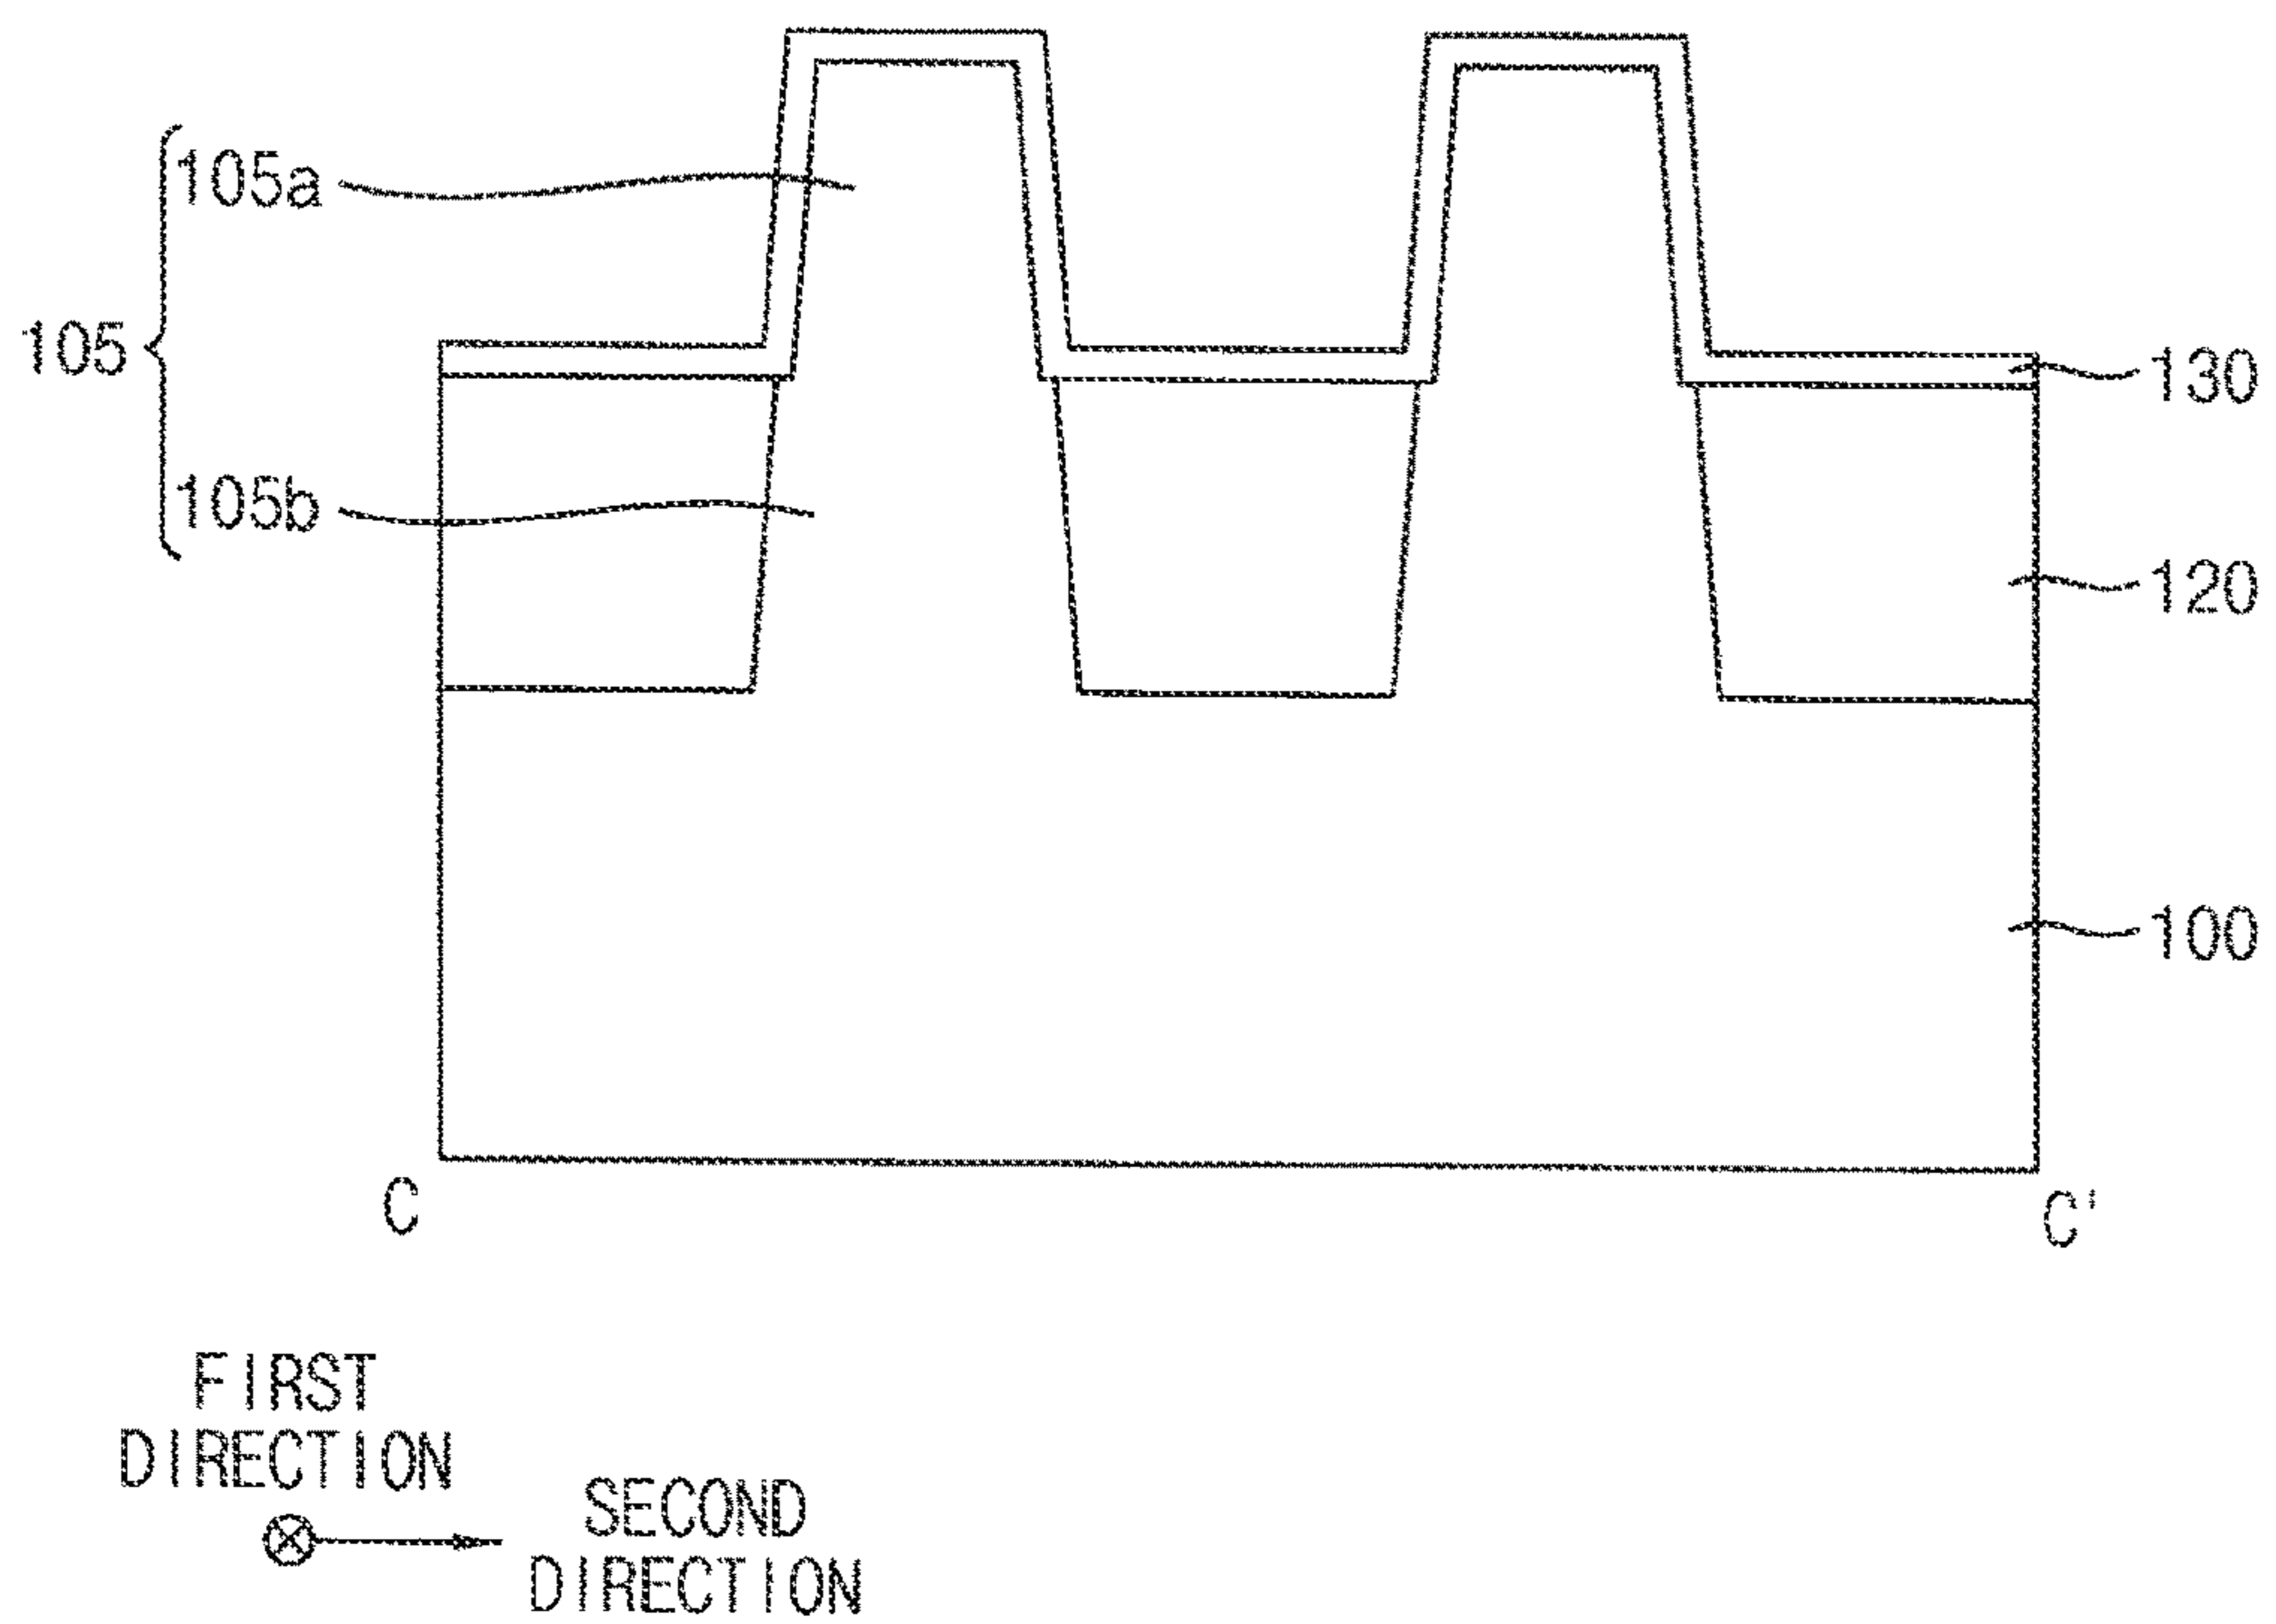 105a
105
130
105b
120
100
C
C'
FIRST
DIRECTION
SECOND
DIRECTION